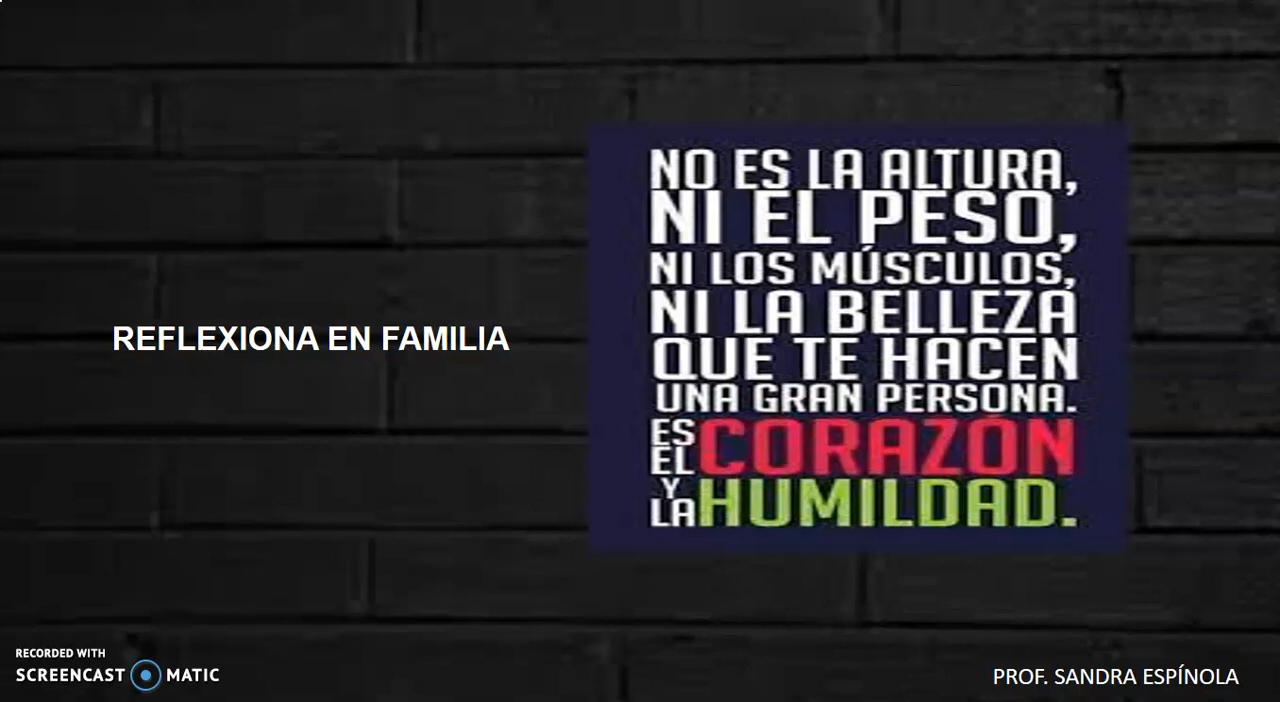 REFLEXIONA EN FAMILIA
NO ES LA ALTURA,
NI EL PESO,
NI LOS MÚSCULOS,
NI LA BELLEZA
QUE TE HACEN
UNA GRAN PERSONA.
ES EL CORAZÓN
Y LA HUMILDAD.
RECORDED WITH
SCREENCAST MATIC
PROF. SANDRA ESPÍNOLA